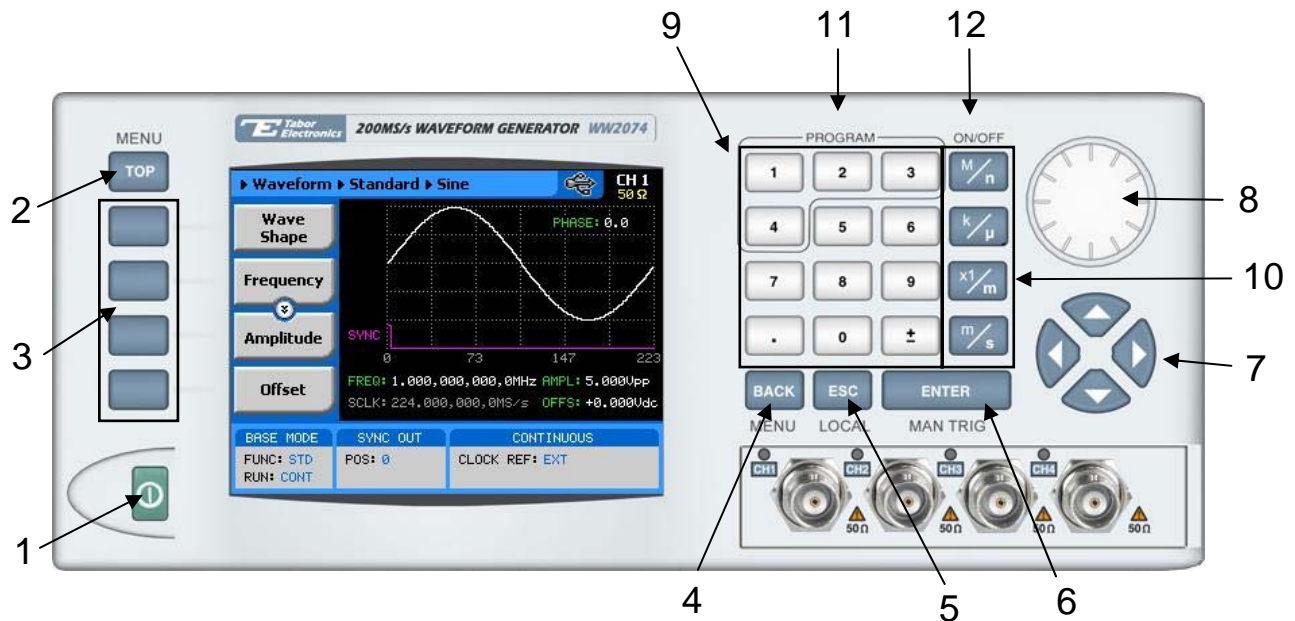 9 11 12
MENU
TOP
Tabor Electronics 200MS/s WAVEFORM GENERATOR WW2074
PROGRAM
ON/OFF
1 2 3 M/n
4 5 6 k/µ
7 8 9 x1/m
. 0 ± m/s
BACK ESC ENTER
MENU LOCAL MAN TRIG
Waveform Standard Sine CH 1
50 Ω
Wave
Shape
Frequency
Amplitude
Offset
PHASE: 0.0
SYNC
0 73 147 223
FREQ: 1.000,000,000,0MHz AMPL: 5.000Vpp
SCLK: 224.000,000,0MS/s OFFS: +0.000Vdc
BASE MODE SYNC OUT CONTINUOUS
FUNC: STD POS: 0 CLOCK REF: EXT
RUN: CONT
CH1 CH2 CH3 CH4
50Ω 50Ω 50Ω 50Ω
2
3
1
8
10
7
4 5 6